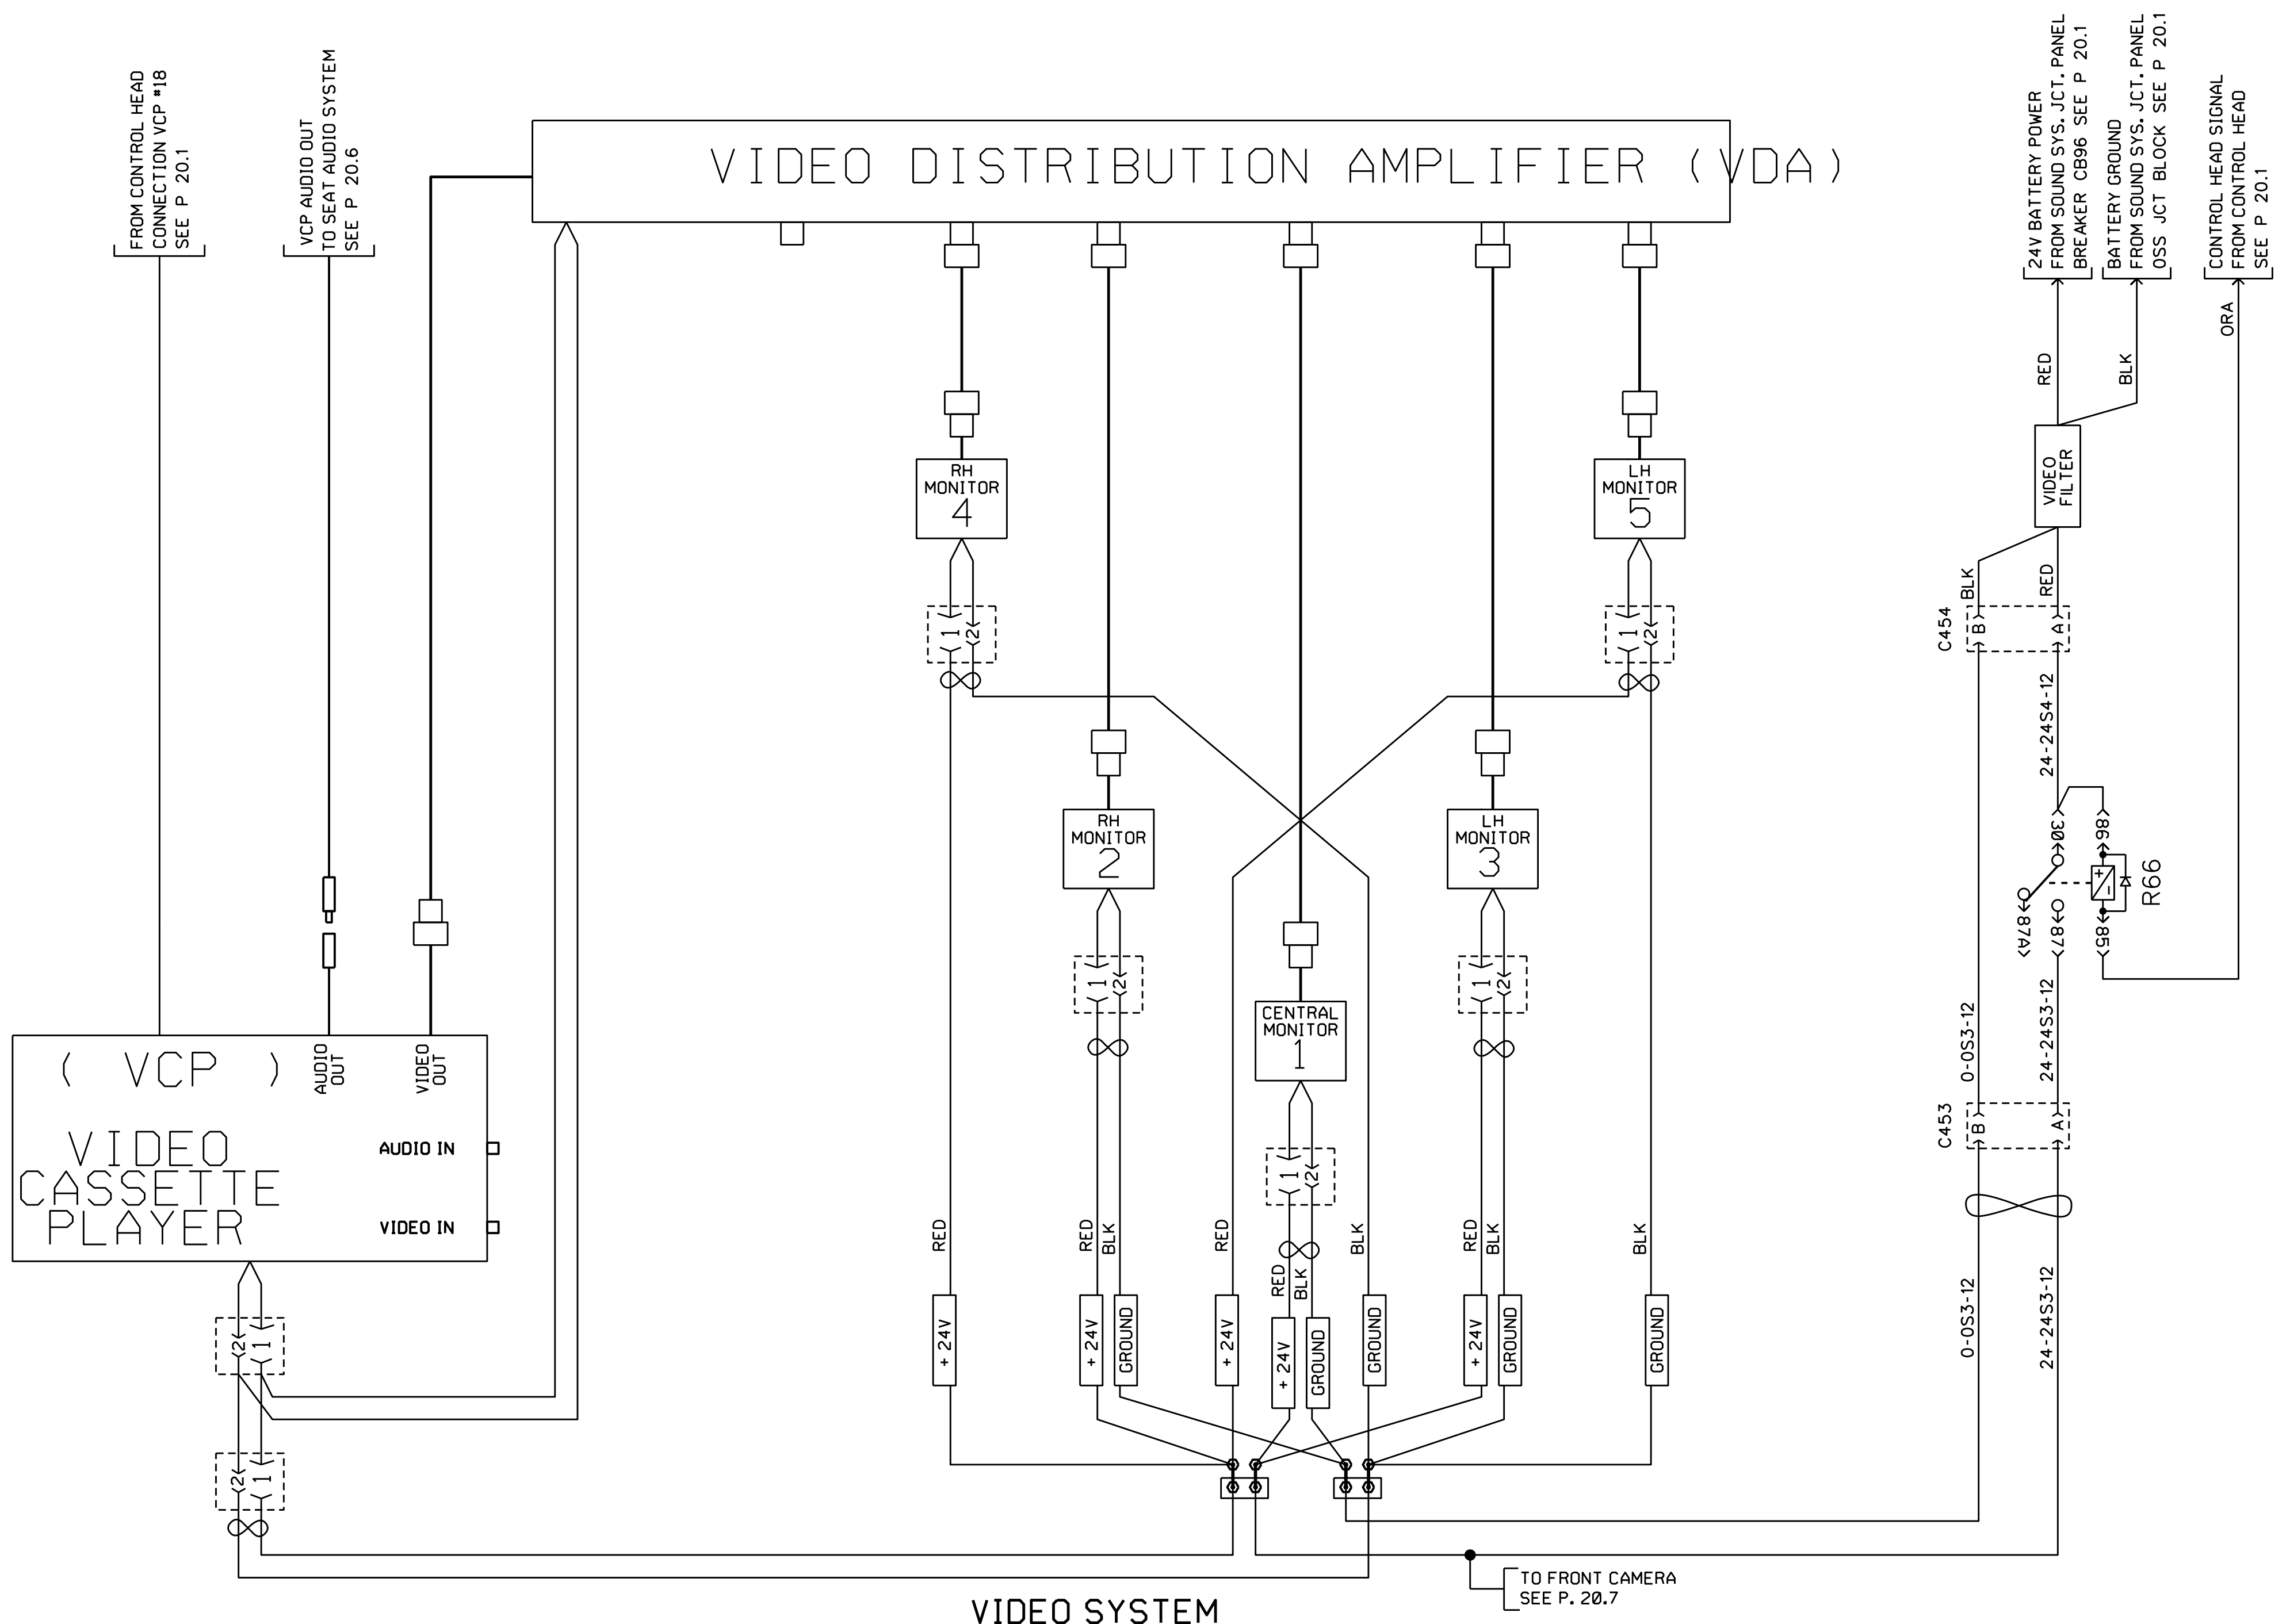 FROM CONTROL HEAD
CONNECTION VCP #18
SEE P 20.1
VCP AUDIO OUT
TO SEAT AUDIO SYSTEM
SEE P 20.6
VIDEO DISTRIBUTION AMPLIFIER (VDA)
24V BATTERY POWER
FROM SOUND SYS. JCT. PANEL
BREAKER CB96 SEE P 20.1
BATTERY GROUND
FROM SOUND SYS. JCT. PANEL
OSS JCT BLOCK SEE P 20.1
CONTROL HEAD SIGNAL
FROM CONTROL HEAD
SEE P 20.1
RED
BLK
ORA
VIDEO
FILTER
RH
MONITOR
4
LH
MONITOR
5
1
2
1
2
BLK
RED
C454
B
A
24-24S4-12
RH
MONITOR
2
LH
MONITOR
3
30
86
87A
87
85
R66
1
2
CENTRAL
MONITOR
1
1
2
0-0S3-12
24-24S3-12
C453
B
A
( VCP )
AUDIO
OUT
VIDEO
OUT
VIDEO
CASSETTE
PLAYER
AUDIO IN
VIDEO IN
1
2
RED
RED
BLK
RED
RED
BLK
BLK
RED
BLK
BLK
+ 24V
+ 24V
GROUND
+ 24V
+ 24V
GROUND
GROUND
+ 24V
GROUND
GROUND
0-0S3-12
24-24S3-12
2
1
2
1
TO FRONT CAMERA
SEE P. 20.7
VIDEO SYSTEM